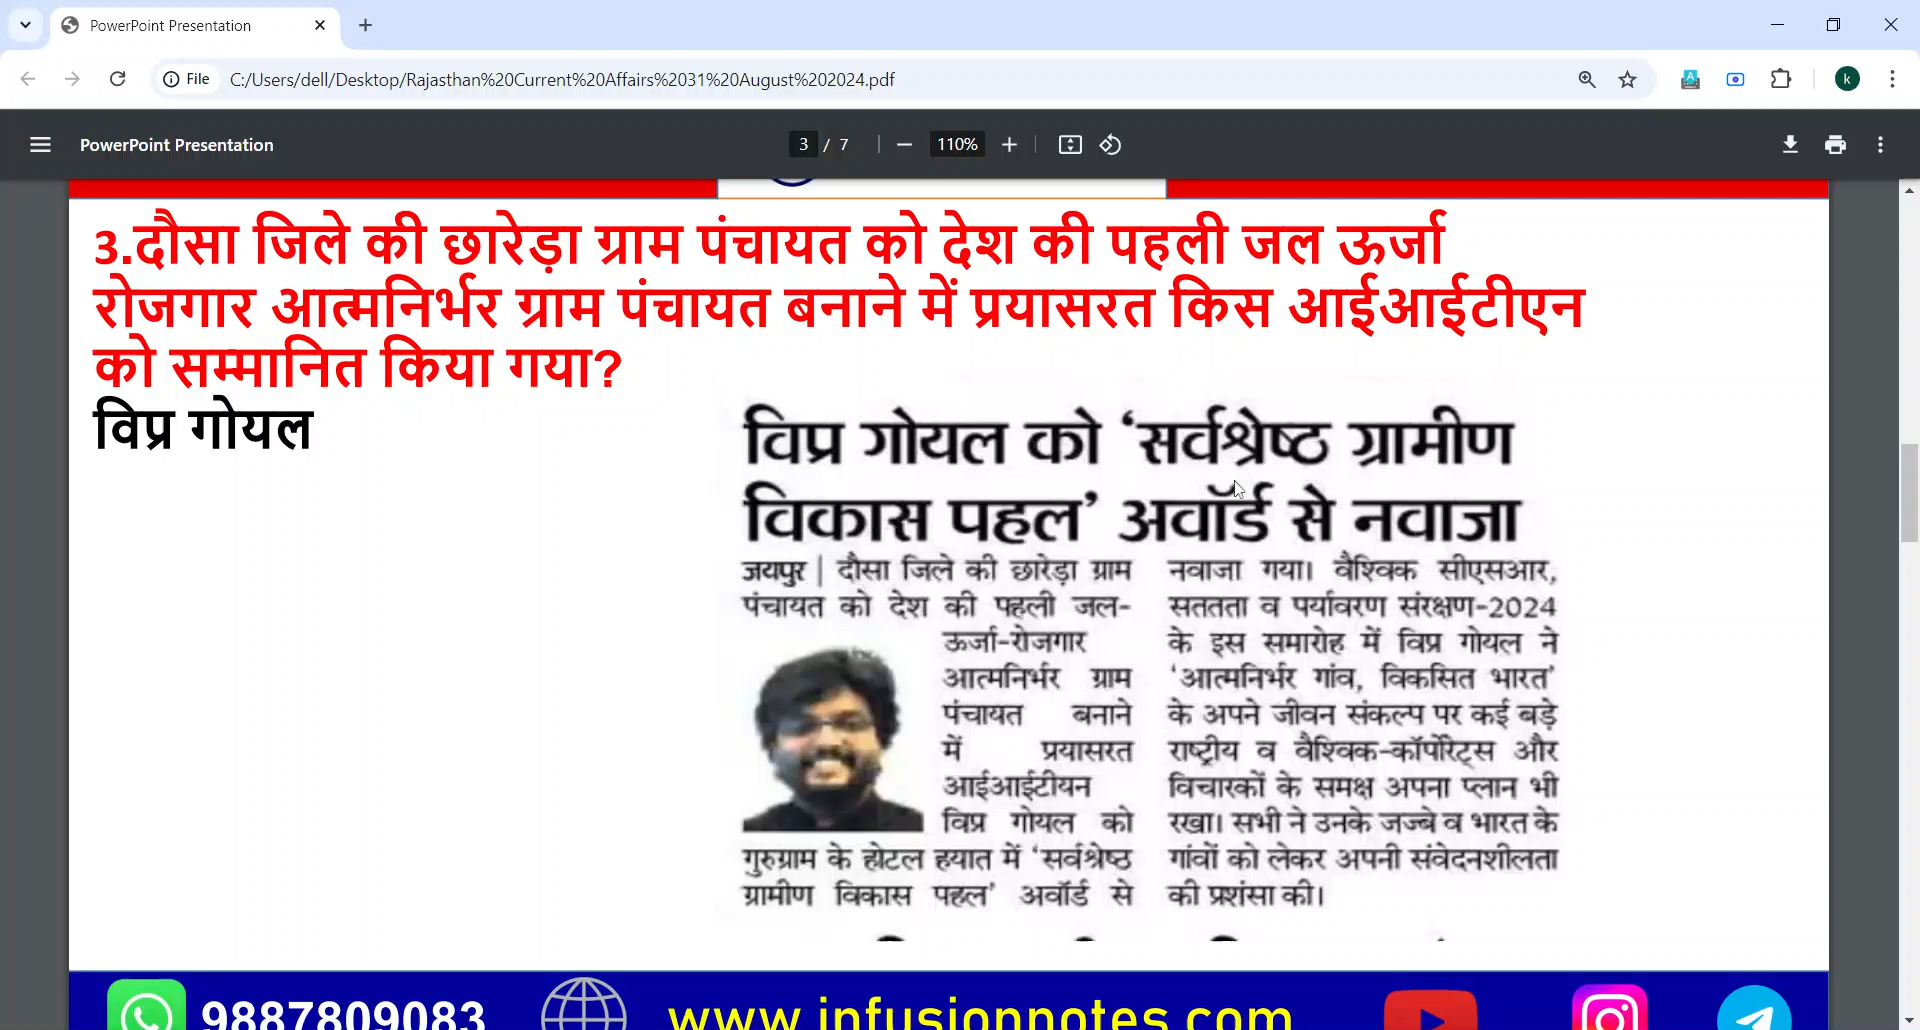 PowerPoint Presentation
File
C:/Users/dell/Desktop/Rajasthan%20Current%20Affairs%2031%20August%202024.pdf
k
PowerPoint Presentation
3 / 7
110%
3.दौसा जिले की छारेड़ा ग्राम पंचायत को देश की पहली जल ऊर्जा
रोजगार आत्मनिर्भर ग्राम पंचायत बनाने में प्रयासरत किस आईआईटीएन
को सम्मानित किया गया?
विप्र गोयल
विप्र गोयल को ‘सर्वश्रेष्ठ ग्रामीण
विकास पहल’ अवॉर्ड से नवाजा
जयपुर | दौसा जिले की छारेड़ा ग्राम
पंचायत को देश की पहली जल-
ऊर्जा-रोजगार
आत्मनिर्भर ग्राम
पंचायत बनाने
में प्रयासरत
आईआईटीयन
विप्र गोयल को
गुरुग्राम के होटल हयात में ‘सर्वश्रेष्ठ
ग्रामीण विकास पहल’ अवॉर्ड से
नवाजा गया। वैश्विक सीएसआर,
सततता व पर्यावरण संरक्षण-2024
के इस समारोह में विप्र गोयल ने
‘आत्मनिर्भर गांव, विकसित भारत’
के अपने जीवन संकल्प पर कई बड़े
राष्ट्रीय व वैश्विक-कॉर्पोरेट्स और
विचारकों के समक्ष अपना प्लान भी
रखा। सभी ने उनके जज्बे व भारत के
गांवों को लेकर अपनी संवेदनशीलता
की प्रशंसा की।
9887809083
www.infusionnotes.com